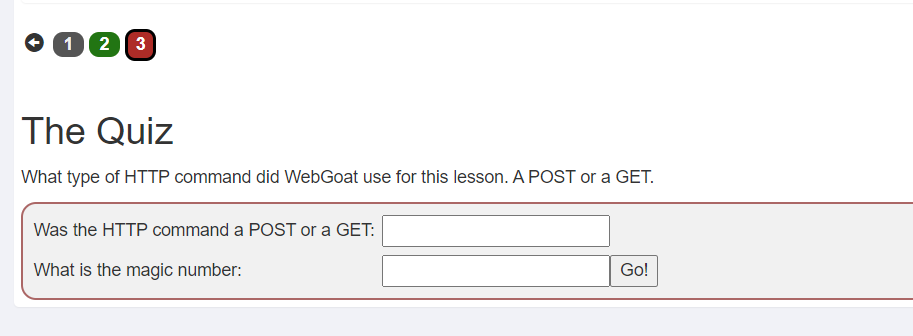 1 2 3
The Quiz
What type of HTTP command did WebGoat use for this lesson. A POST or a GET.
Was the HTTP command a POST or a GET:
What is the magic number: Go!